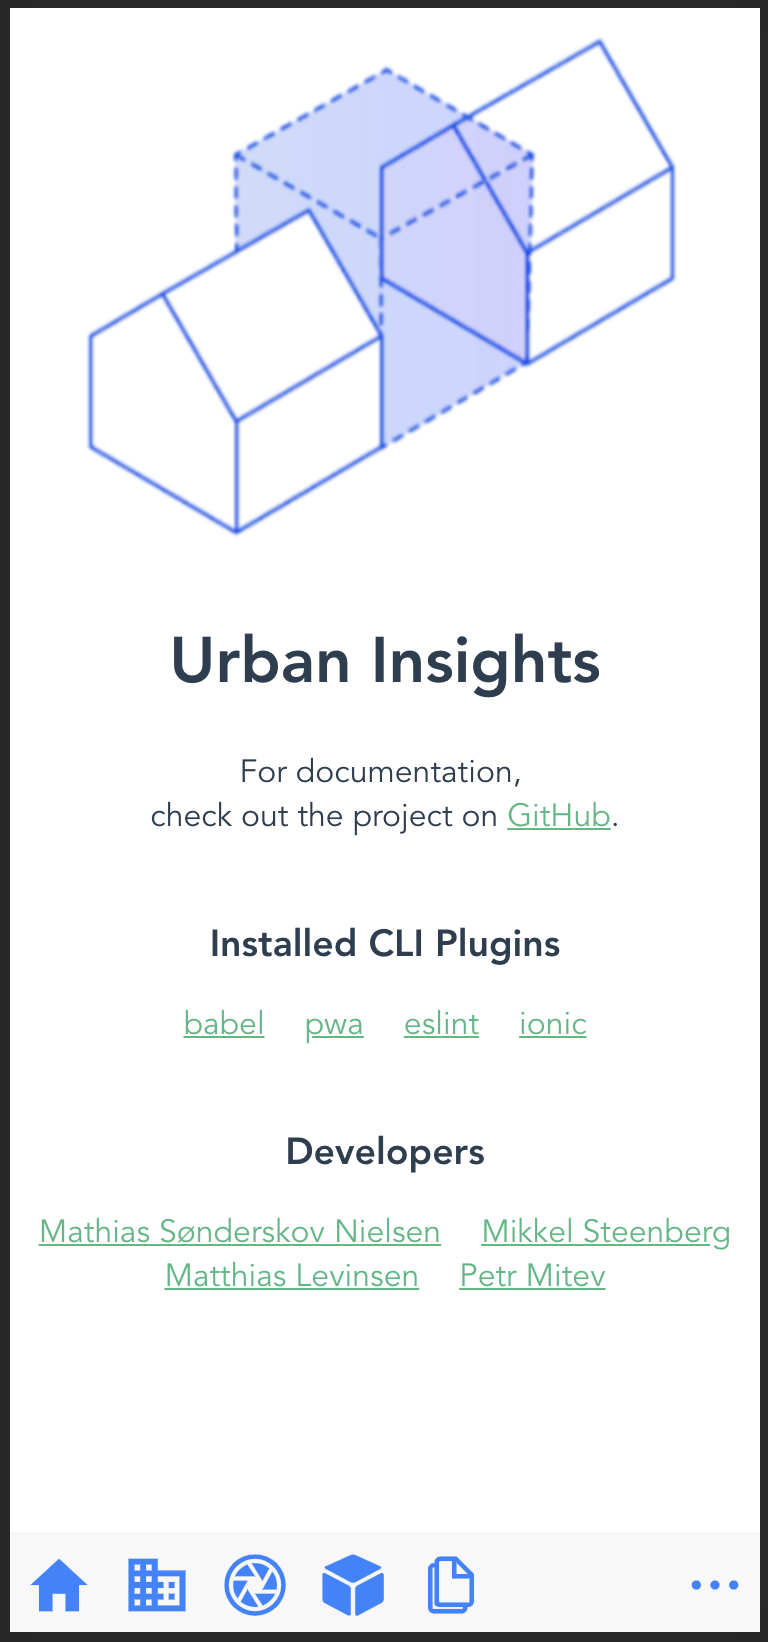 Urban Insights
For documentation,
check out the project on GitHub.
Installed CLI Plugins
babel pwa eslint ionic
Developers
Mathias Sønderskov Nielsen Mikkel Steenberg
Matthias Levinsen Petr Mitev